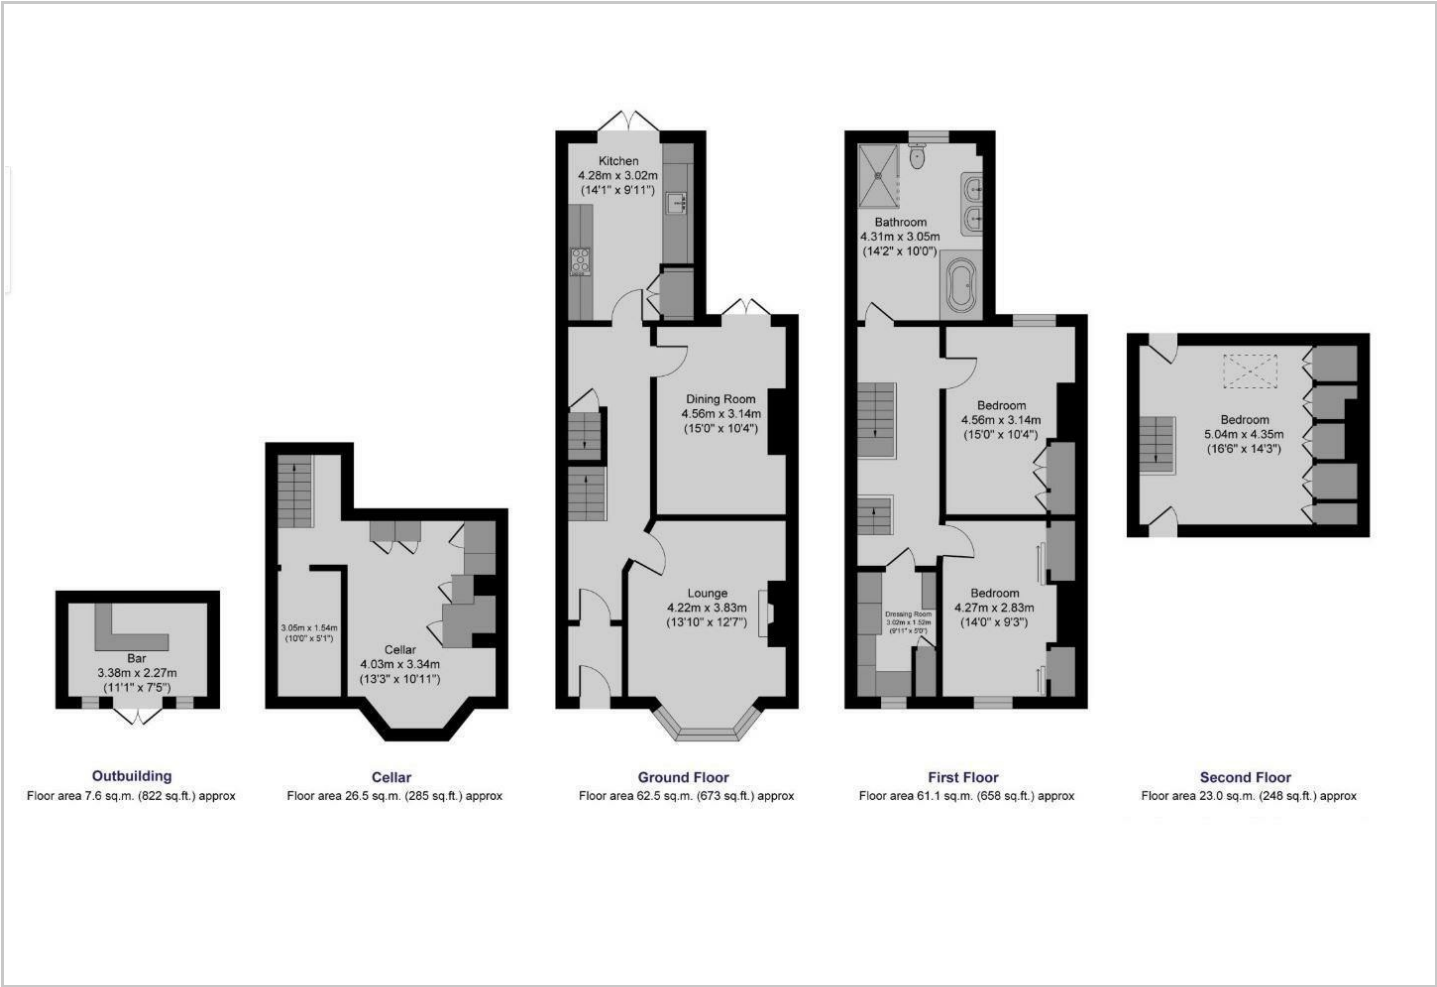 Kitchen
4.28m x 3.02m
(14'1" x 9'11")
Bathroom
4.31m x 3.05m
(14'2" x 10'0")
Dining Room
4.56m x 3.14m
(15'0" x 10'4")
Bedroom
4.56m x 3.14m
(15'0" x 10'4")
Bedroom
5.04m x 4.35m
(16'6" x 14'3")
Lounge
4.22m x 3.83m
(13'10" x 12'7")
Bedroom
4.27m x 2.83m
(14'0" x 9'3")
Dressing Room
3.02m x 1.52m
(9'11" x 5'0")
3.05m x 1.54m
(10'0" x 5'1")
Cellar
4.03m x 3.34m
(13'3" x 10'11")
Bar
3.38m x 2.27m
(11'1" x 7'5")
Outbuilding
Floor area 7.6 sq.m. (822 sq.ft.) approx
Cellar
Floor area 26.5 sq.m. (285 sq.ft.) approx
Ground Floor
Floor area 62.5 sq.m. (673 sq.ft.) approx
First Floor
Floor area 61.1 sq.m. (658 sq.ft.) approx
Second Floor
Floor area 23.0 sq.m. (248 sq.ft.) approx